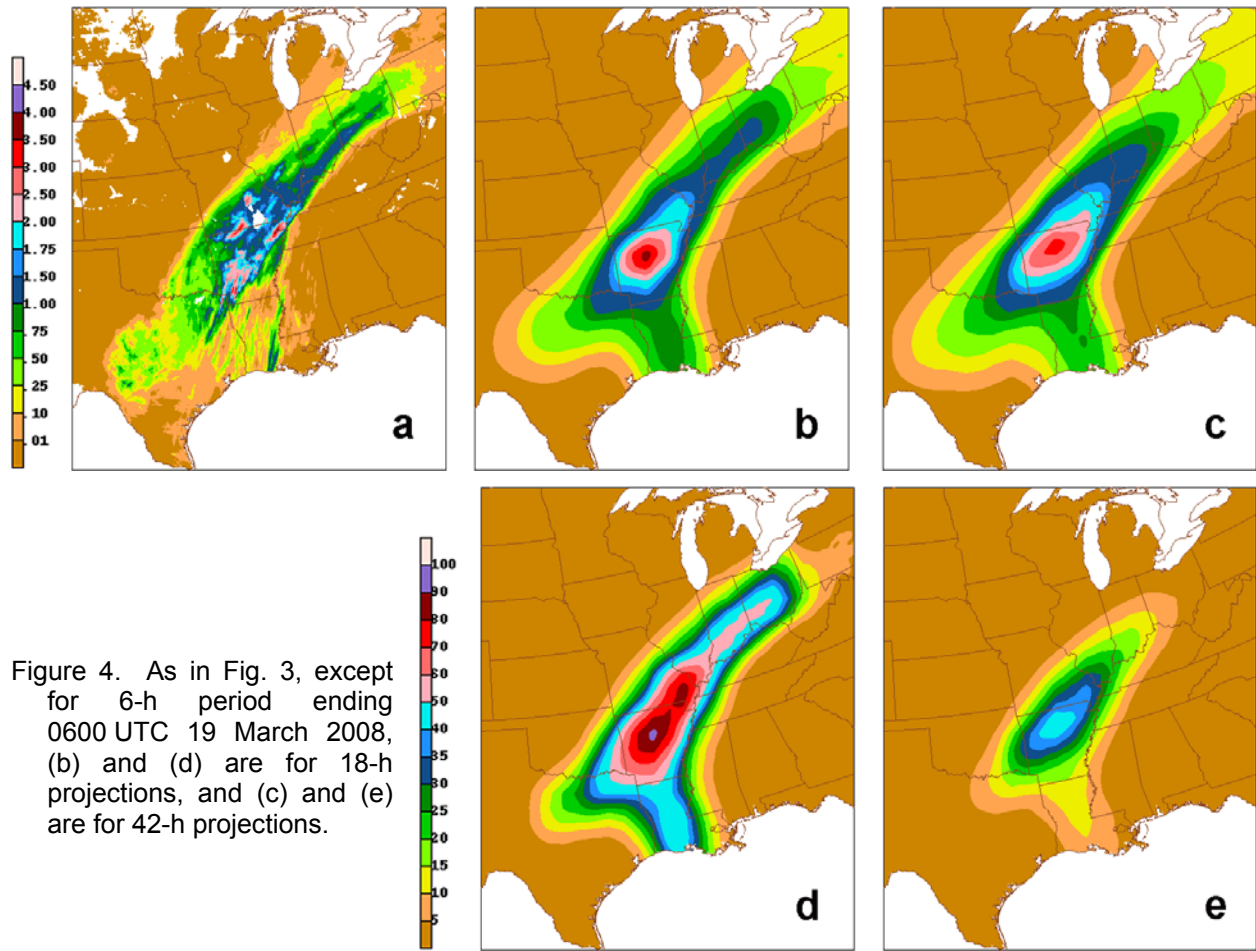 4.50
4.00
3.50
3.00
2.50
2.00
1.75
1.50
1.00
.75
.50
.25
.10
.01
a
b
c
100
90
80
70
60
50
40
35
30
25
20
15
10
5
d
e
Figure 4. As in Fig. 3, except
for 6-h period ending
0600 UTC 19 March 2008,
(b) and (d) are for 18-h
projections, and (c) and (e)
are for 42-h projections.